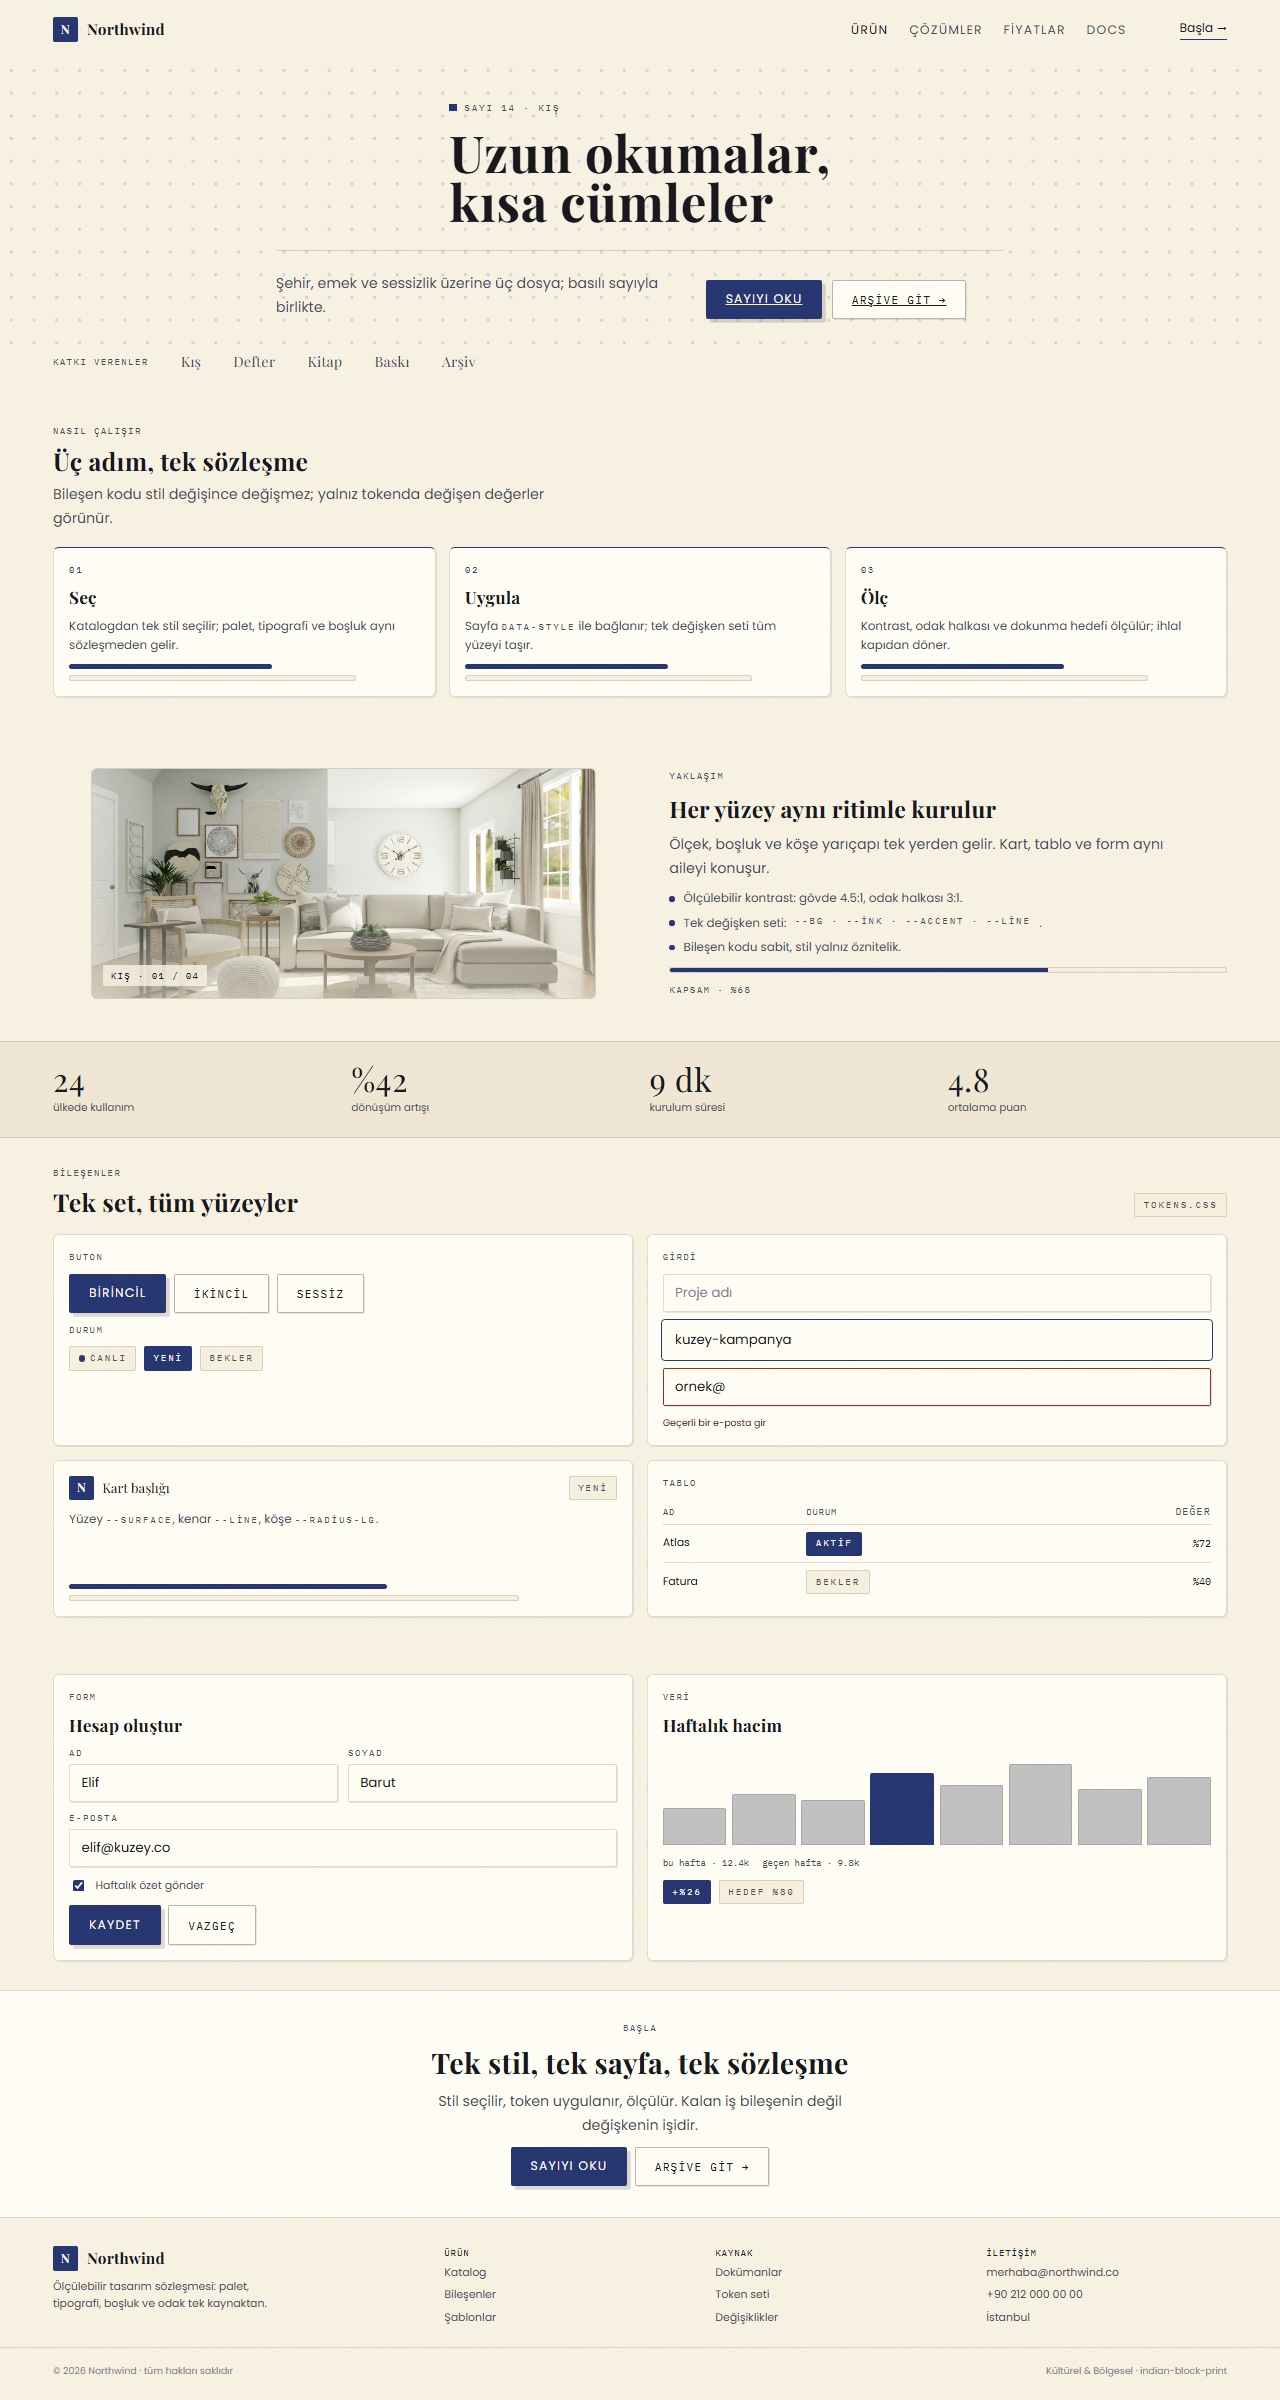 N Northwind
ÜRÜN ÇÖZÜMLER FİYATLAR DOCS Başla →
SAYI 14 · KIŞ
Uzun okumalar,
kısa cümleler
Şehir, emek ve sessizlik üzerine üç dosya; basılı sayıyla
birlikte.
SAYIYI OKU ARŞİVE GİT →
KATKI VERENLER Kış Defter Kitap Baskı Arşiv
NASIL ÇALIŞIR
Üç adım, tek sözleşme
Bileşen kodu stil değişince değişmez; yalnız tokenda değişen değerler
görünür.
01
Seç
Katalogdan tek stil seçilir; palet, tipografi ve boşluk aynı
sözleşmeden gelir.
02
Uygula
Sayfa DATA-STYLE ile bağlanır; tek değişken seti tüm
yüzeyi taşır.
03
Ölç
Kontrast, odak halkası ve dokunma hedefi ölçülür; ihlal
kapıdan döner.
KIŞ · 01 / 04
YAKLAŞIM
Her yüzey aynı ritimle kurulur
Ölçek, boşluk ve köşe yarıçapı tek yerden gelir. Kart, tablo ve form aynı
aileyi konuşur.
Ölçülebilir kontrast: gövde 4.5:1, odak halkası 3:1.
Tek değişken seti: --BG · --İNK · --ACCENT · --LİNE .
Bileşen kodu sabit, stil yalnız öznitelik.
KAPSAM · %68
24
ülkede kullanım
%42
dönüşüm artışı
9 dk
kurulum süresi
4.8
ortalama puan
BİLEŞENLER
Tek set, tüm yüzeyler
TOKENS.CSS
BUTON
BİRİNCİL İKİNCİL SESSİZ
DURUM
CANLI YENİ BEKLER
GİRDİ
Proje adı
kuzey-kampanya
ornek@
Geçerli bir e-posta gir
N Kart başlığı YENİ
Yüzey --SURFACE, kenar --LİNE, köşe --RADİUS-LG.
TABLO
AD DURUM DEĞER
Atlas AKTİF %72
Fatura BEKLER %40
FORM
Hesap oluştur
AD SOYAD
Elif Barut
E-POSTA
elif@kuzey.co
Haftalık özet gönder
KAYDET VAZGEÇ
VERİ
Haftalık hacim
bu hafta · 12.4k geçen hafta · 9.8k
+%26 HEDEF %80
BAŞLA
Tek stil, tek sayfa, tek sözleşme
Stil seçilir, token uygulanır, ölçülür. Kalan iş bileşenin değil
değişkenin işidir.
SAYIYI OKU ARŞİVE GİT →
N Northwind
Ölçülebilir tasarım sözleşmesi: palet,
tipografi, boşluk ve odak tek kaynaktan.
ÜRÜN
Katalog
Bileşenler
Şablonlar
KAYNAK
Dokümanlar
Token seti
Değişiklikler
İLETİŞİM
merhaba@northwind.co
+90 212 000 00 00
İstanbul
© 2026 Northwind · tüm hakları saklıdır
Kültürel & Bölgesel · indian-block-print